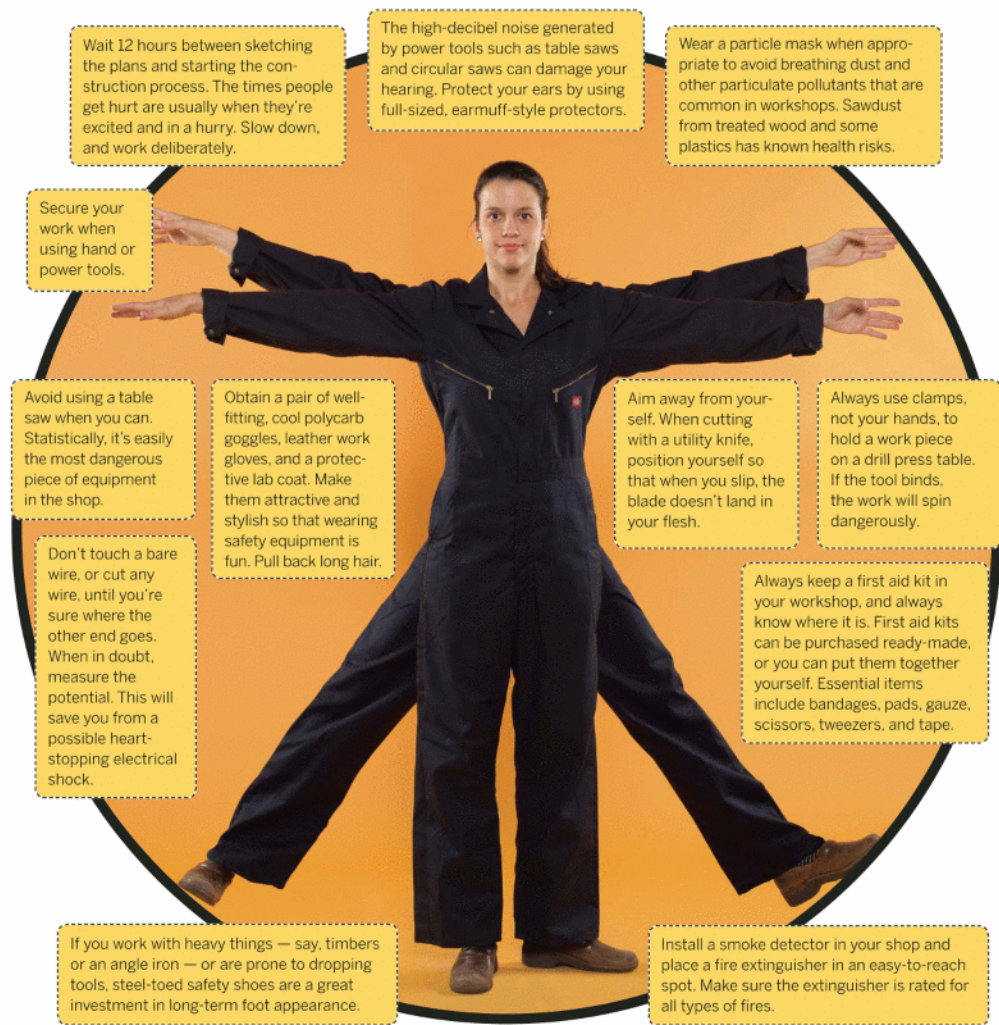 Wait 12 hours between sketching
the plans and starting the con-
struction process. The times people
get hurt are usually when they're
excited and in a hurry. Slow down,
and work deliberately.
The high-decibel noise generated
by power tools such as table saws
and circular saws can damage your
hearing. Protect your ears by using
full-sized, earmuff-style protectors.
Wear a particle mask when appro-
priate to avoid breathing dust and
other particulate pollutants that are
common in workshops. Sawdust
from treated wood and some
plastics has known health risks.
Secure your
work when
using hand or
power tools.
Avoid using a table
saw when you can.
Statistically, it's easily
the most dangerous
piece of equipment
in the shop.
Obtain a pair of well-
fitting, cool polycarb
goggles, leather work
gloves, and a protec-
tive lab coat. Make
them attractive and
stylish so that wearing
safety equipment is
fun. Pull back long hair.
Aim away from your-
self. When cutting
with a utility knife,
position yourself so
that when you slip, the
blade doesn't land in
your flesh.
Always use clamps,
not your hands, to
hold a work piece
on a drill press table.
If the tool binds,
the work will spin
dangerously.
Don't touch a bare
wire, or cut any
wire, until you're
sure where the
other end goes.
When in doubt,
measure the
potential. This will
save you from a
possible heart-
stopping electrical
shock.
Always keep a first aid kit in
your workshop, and always
know where it is. First aid kits
can be purchased ready-made,
or you can put them together
yourself. Essential items
include bandages, pads, gauze,
scissors, tweezers, and tape.
If you work with heavy things — say, timbers
or an angle iron — or are prone to dropping
tools, steel-toed safety shoes are a great
investment in long-term foot appearance.
Install a smoke detector in your shop and
place a fire extinguisher in an easy-to-reach
spot. Make sure the extinguisher is rated for
all types of fires.